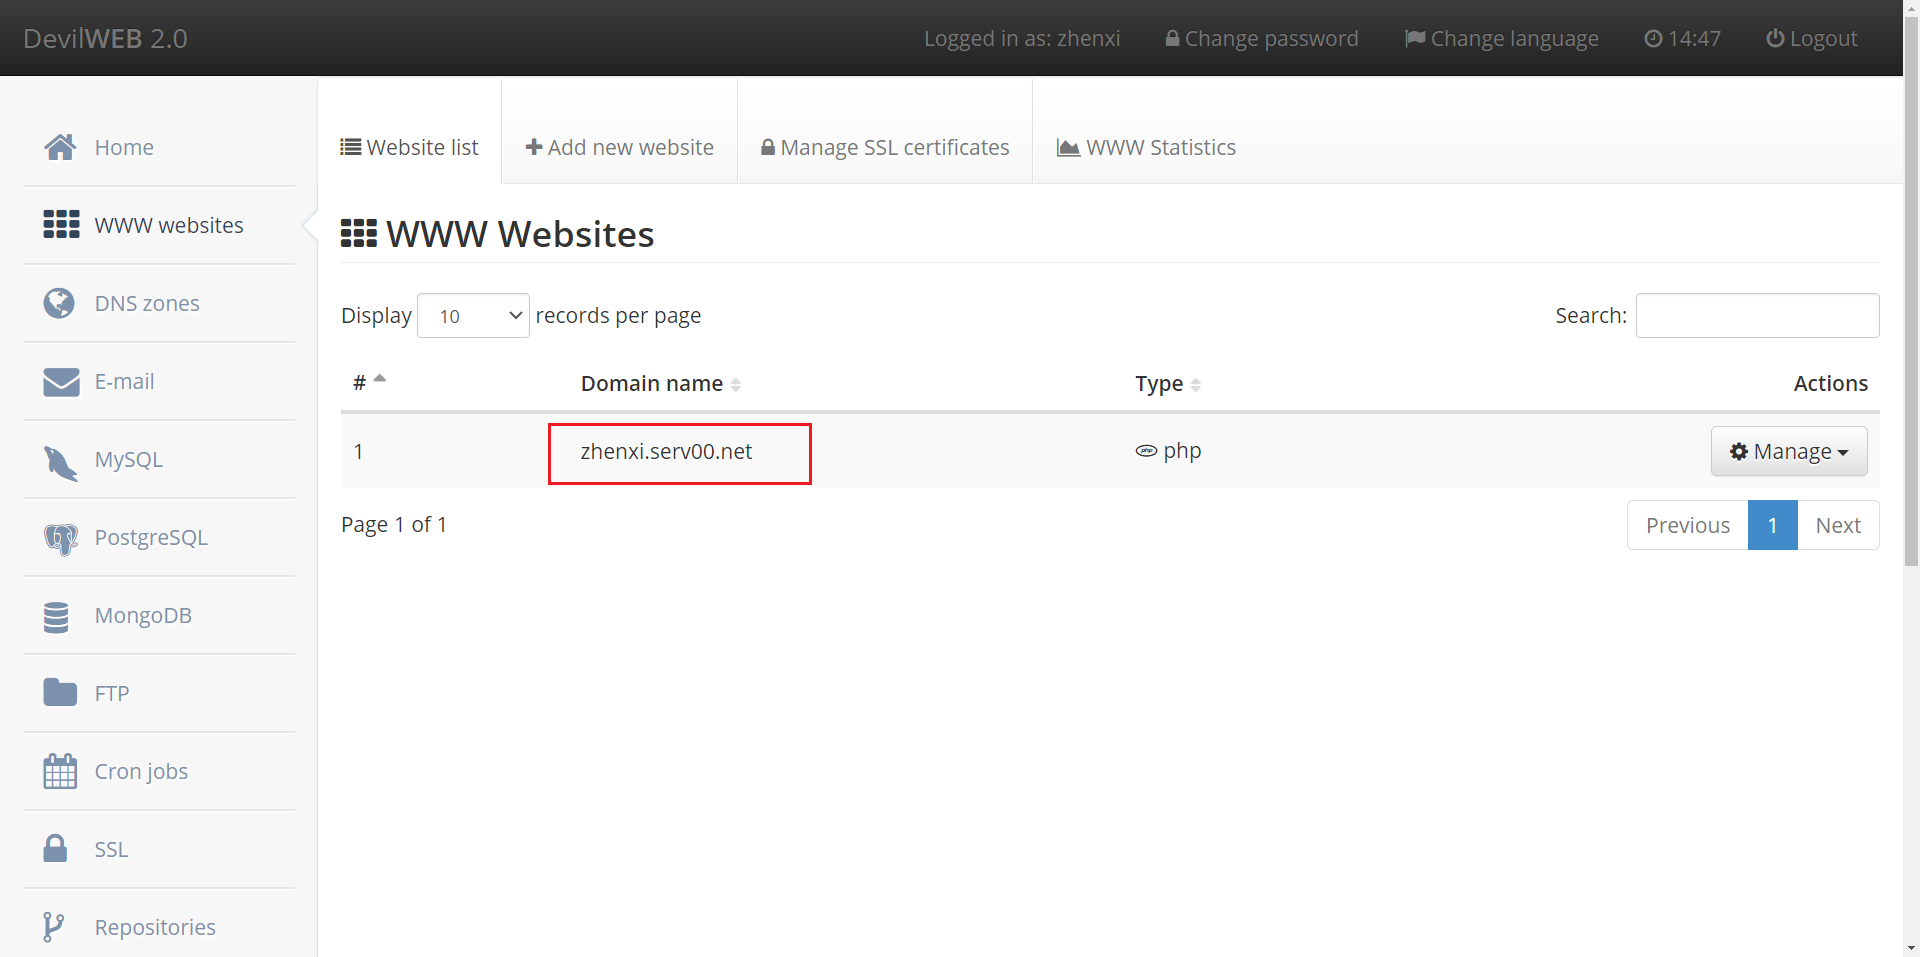 DevilWEB 2.0
Logged in as: zhenxi
Change password
Change language
14:47
Logout
Home
WWW websites
DNS zones
E-mail
MySQL
PostgreSQL
MongoDB
FTP
Cron jobs
SSL
Repositories
Website list
Add new website
Manage SSL certificates
WWW Statistics
WWW Websites
Display 10 records per page
Search:
# Domain name Type Actions
1 zhenxi.serv00.net php php Manage
Page 1 of 1
Previous 1 Next